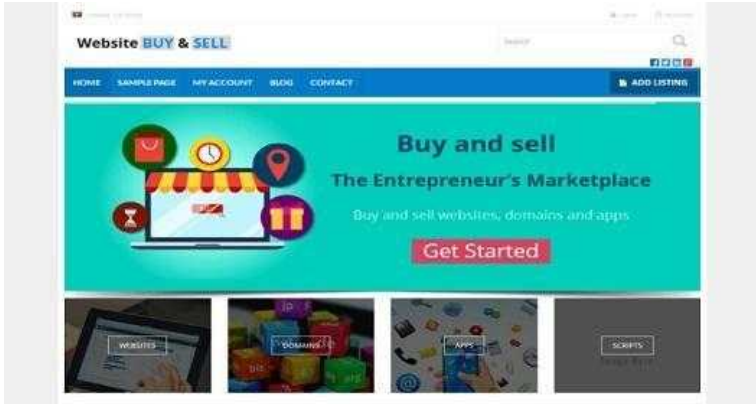 Website BUY & SELL
Search
HOME SAMPLE PAGE MY ACCOUNT BLOG CONTACT
ADD LISTING
Buy and sell
The Entrepreneur's Marketplace
Buy and sell websites, domains and apps
Get Started
WEBSITES DOMAINS APPS SCRIPTS